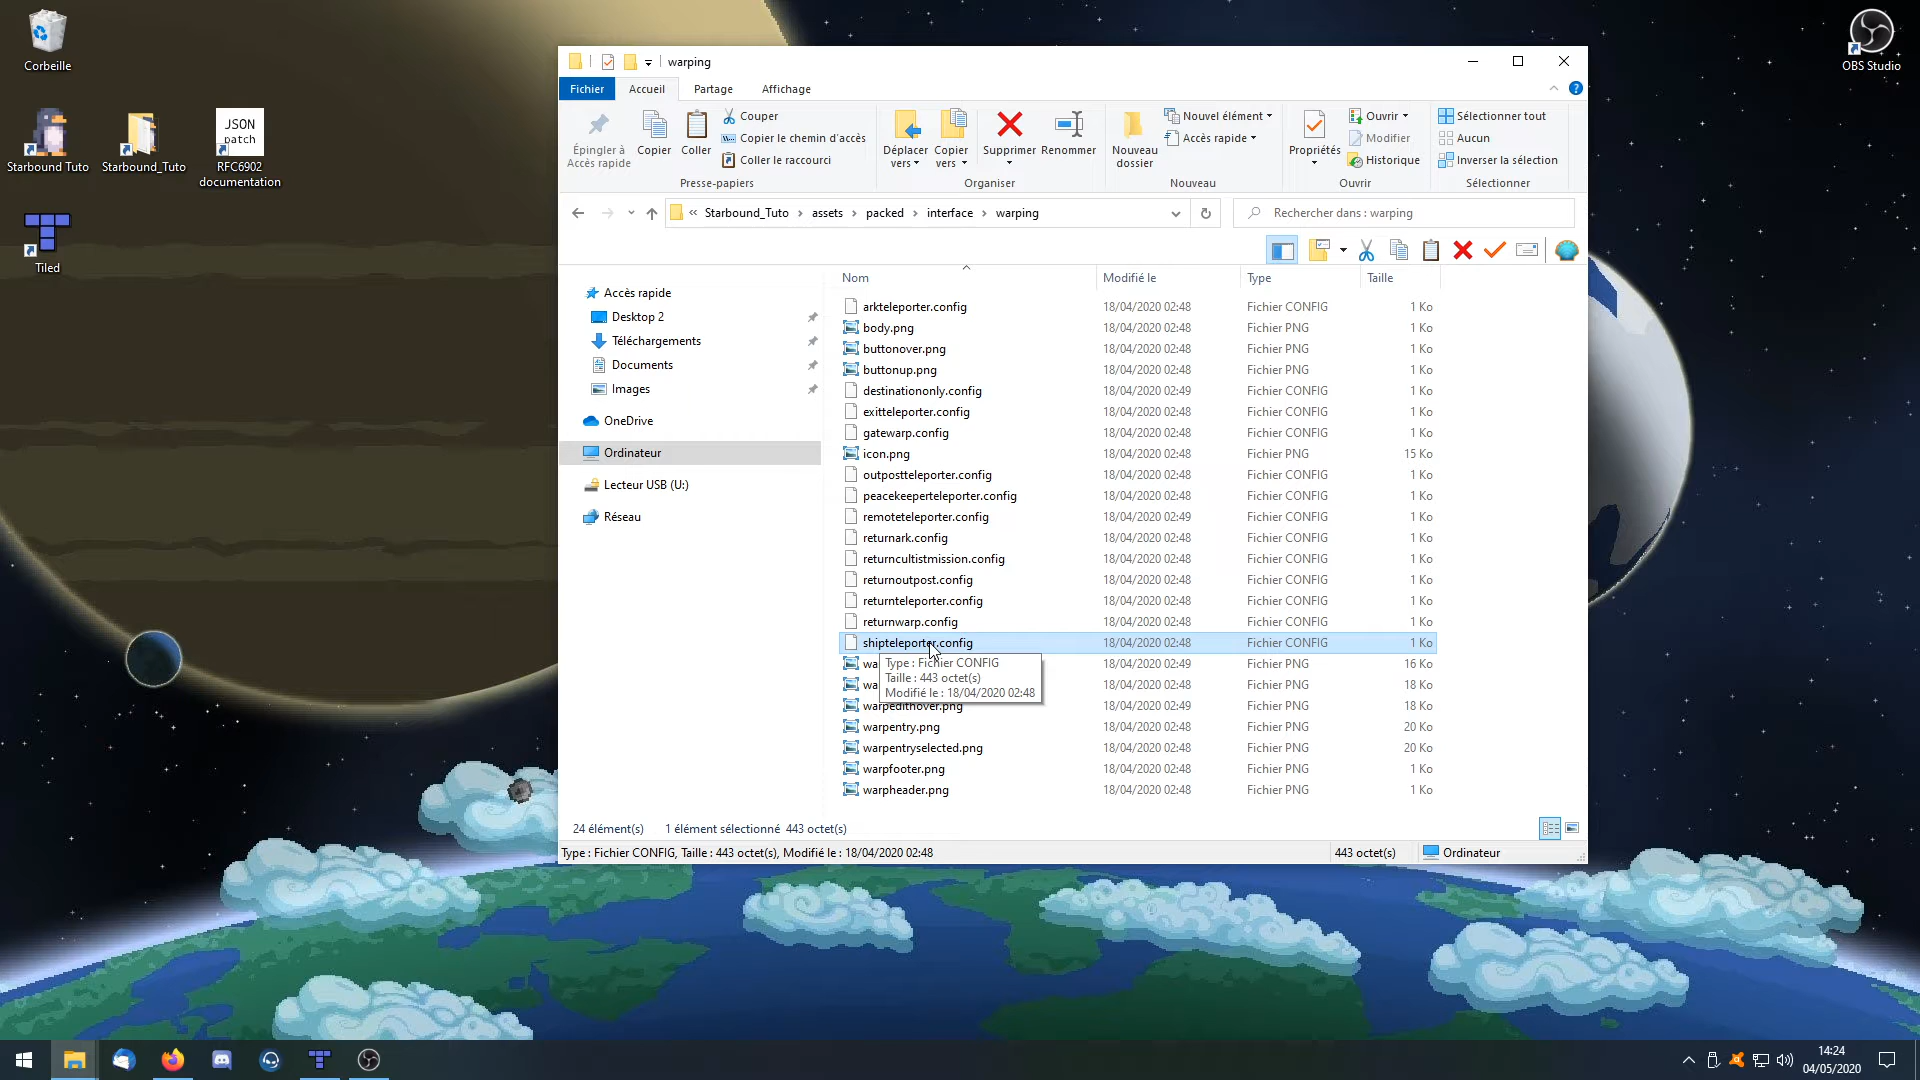 Corbeille
Starbound Tuto
Starbound_Tuto
JSON
patch
RFC6902
documentation
Tiled
OBS Studio
warping
Fichier
Accueil
Partage
Affichage
Épingler à
Accès rapide
Copier
Coller
Couper
Copier le chemin d'accès
Coller le raccourci
Presse-papiers
Déplacer
vers
Copier
vers
Supprimer
Renommer
Organiser
Nouveau
dossier
Nouvel élément
Accès rapide
Nouveau
Propriétés
Ouvrir
Modifier
Historique
Ouvrir
Sélectionner tout
Aucun
Inverser la sélection
Sélectionner
« Starbound_Tuto > assets > packed > interface > warping
Rechercher dans : warping
Accès rapide
Desktop 2
Téléchargements
Documents
Images
OneDrive
Ordinateur
Lecteur USB (U:)
Réseau
Nom Modifié le Type Taille
arkteleporter.config 18/04/2020 02:48 Fichier CONFIG 1 Ko
body.png 18/04/2020 02:48 Fichier PNG 1 Ko
buttonover.png 18/04/2020 02:48 Fichier PNG 1 Ko
buttonup.png 18/04/2020 02:48 Fichier PNG 1 Ko
destinationonly.config 18/04/2020 02:49 Fichier CONFIG 1 Ko
exitteleporter.config 18/04/2020 02:48 Fichier CONFIG 1 Ko
gatewarp.config 18/04/2020 02:48 Fichier CONFIG 1 Ko
icon.png 18/04/2020 02:48 Fichier PNG 15 Ko
outpostteleporter.config 18/04/2020 02:48 Fichier CONFIG 1 Ko
peacekeeperteleporter.config 18/04/2020 02:48 Fichier CONFIG 1 Ko
remoteteleporter.config 18/04/2020 02:49 Fichier CONFIG 1 Ko
returnark.config 18/04/2020 02:48 Fichier CONFIG 1 Ko
returncultistmission.config 18/04/2020 02:48 Fichier CONFIG 1 Ko
returnoutpost.config 18/04/2020 02:48 Fichier CONFIG 1 Ko
returnteleporter.config 18/04/2020 02:48 Fichier CONFIG 1 Ko
returnwarp.config 18/04/2020 02:48 Fichier CONFIG 1 Ko
shipteleporter.config 18/04/2020 02:48 Fichier CONFIG 1 Ko
wa 18/04/2020 02:49 Fichier PNG 16 Ko
wa 18/04/2020 02:48 Fichier PNG 18 Ko
warpedithover.png 18/04/2020 02:49 Fichier PNG 18 Ko
warpentry.png 18/04/2020 02:48 Fichier PNG 20 Ko
warpentryselected.png 18/04/2020 02:48 Fichier PNG 20 Ko
warpfooter.png 18/04/2020 02:48 Fichier PNG 1 Ko
warpheader.png 18/04/2020 02:48 Fichier PNG 1 Ko
Type : Fichier CONFIG
Taille : 443 octet(s)
Modifié le : 18/04/2020 02:48
24 élément(s) 1 élément sélectionné 443 octet(s)
Type : Fichier CONFIG, Taille : 443 octet(s), Modifié le : 18/04/2020 02:48
443 octet(s)
Ordinateur
14:24
04/05/2020